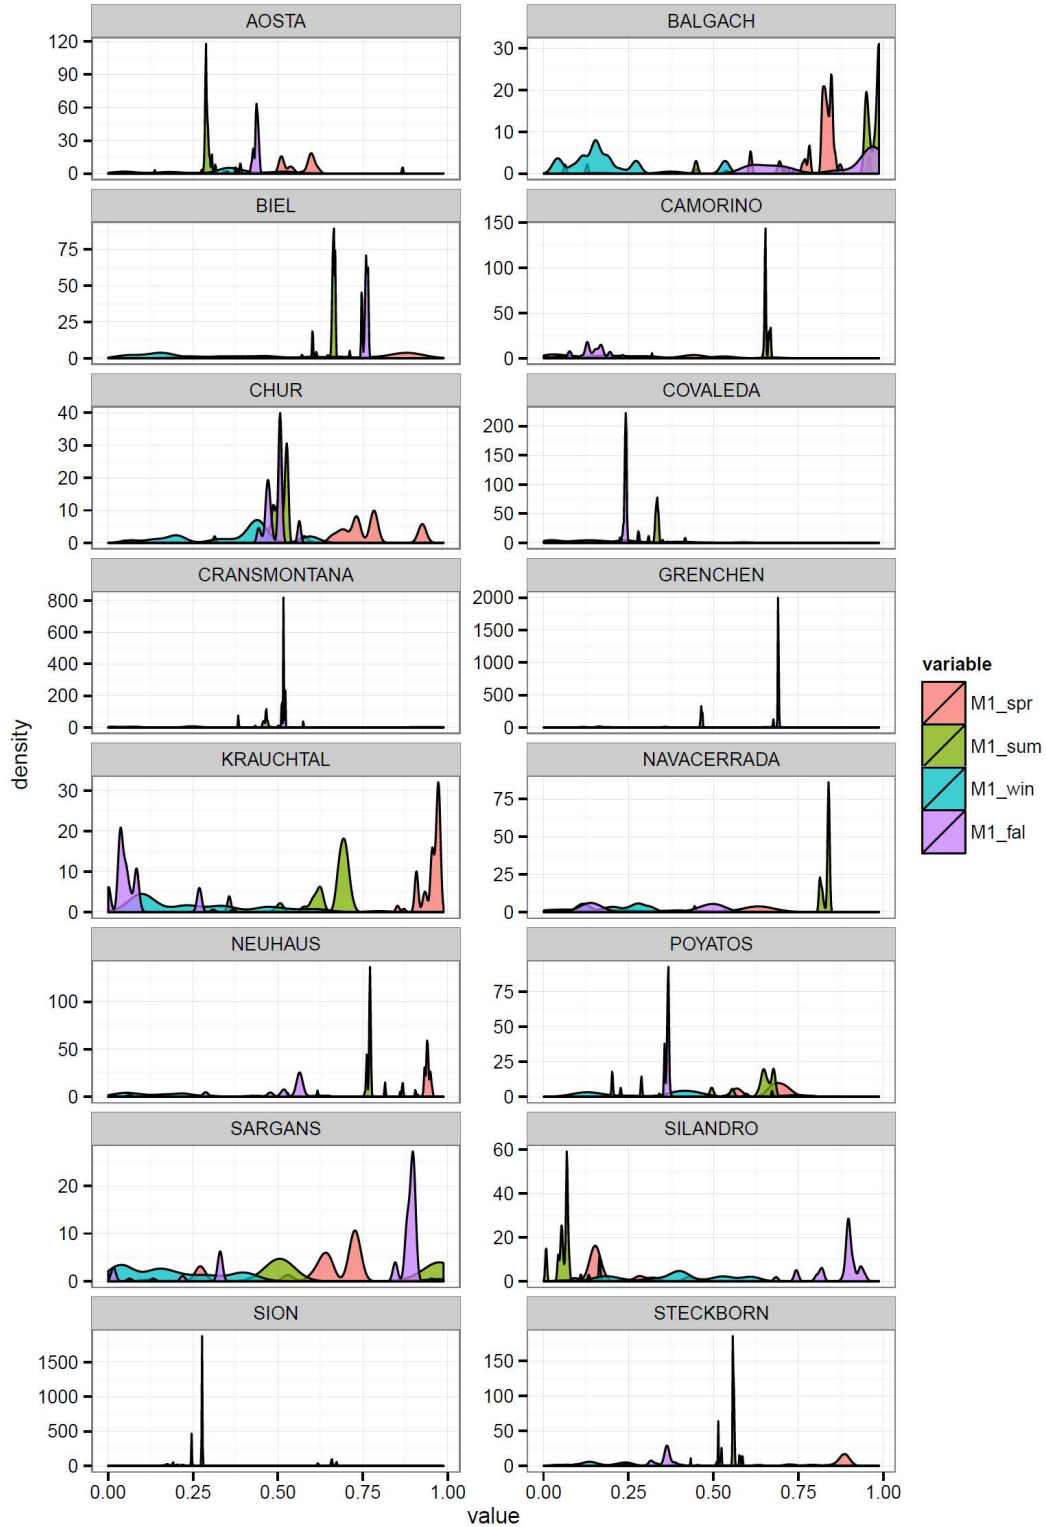 AOSTA
BALGACH
120
90
60
30
0
30
20
10
0
BIEL
CAMORINO
75
50
25
0
150
100
50
0
CHUR
COVALEDA
40
30
20
10
0
200
150
100
50
0
CRANSMONTANA
GRENCHEN
800
600
400
200
0
2000
1500
1000
500
0
density
KRAUCHTAL
NAVACERRADA
30
20
10
0
75
50
25
0
NEUHAUS
POYATOS
100
50
0
75
50
25
0
SARGANS
SILANDRO
20
10
0
60
40
20
0
SION
STECKBORN
1500
1000
500
0
150
100
50
0
0.00 0.25 0.50 0.75 1.00
0.00 0.25 0.50 0.75 1.00
value
variable
M1_spr
M1_sum
M1_win
M1_fal